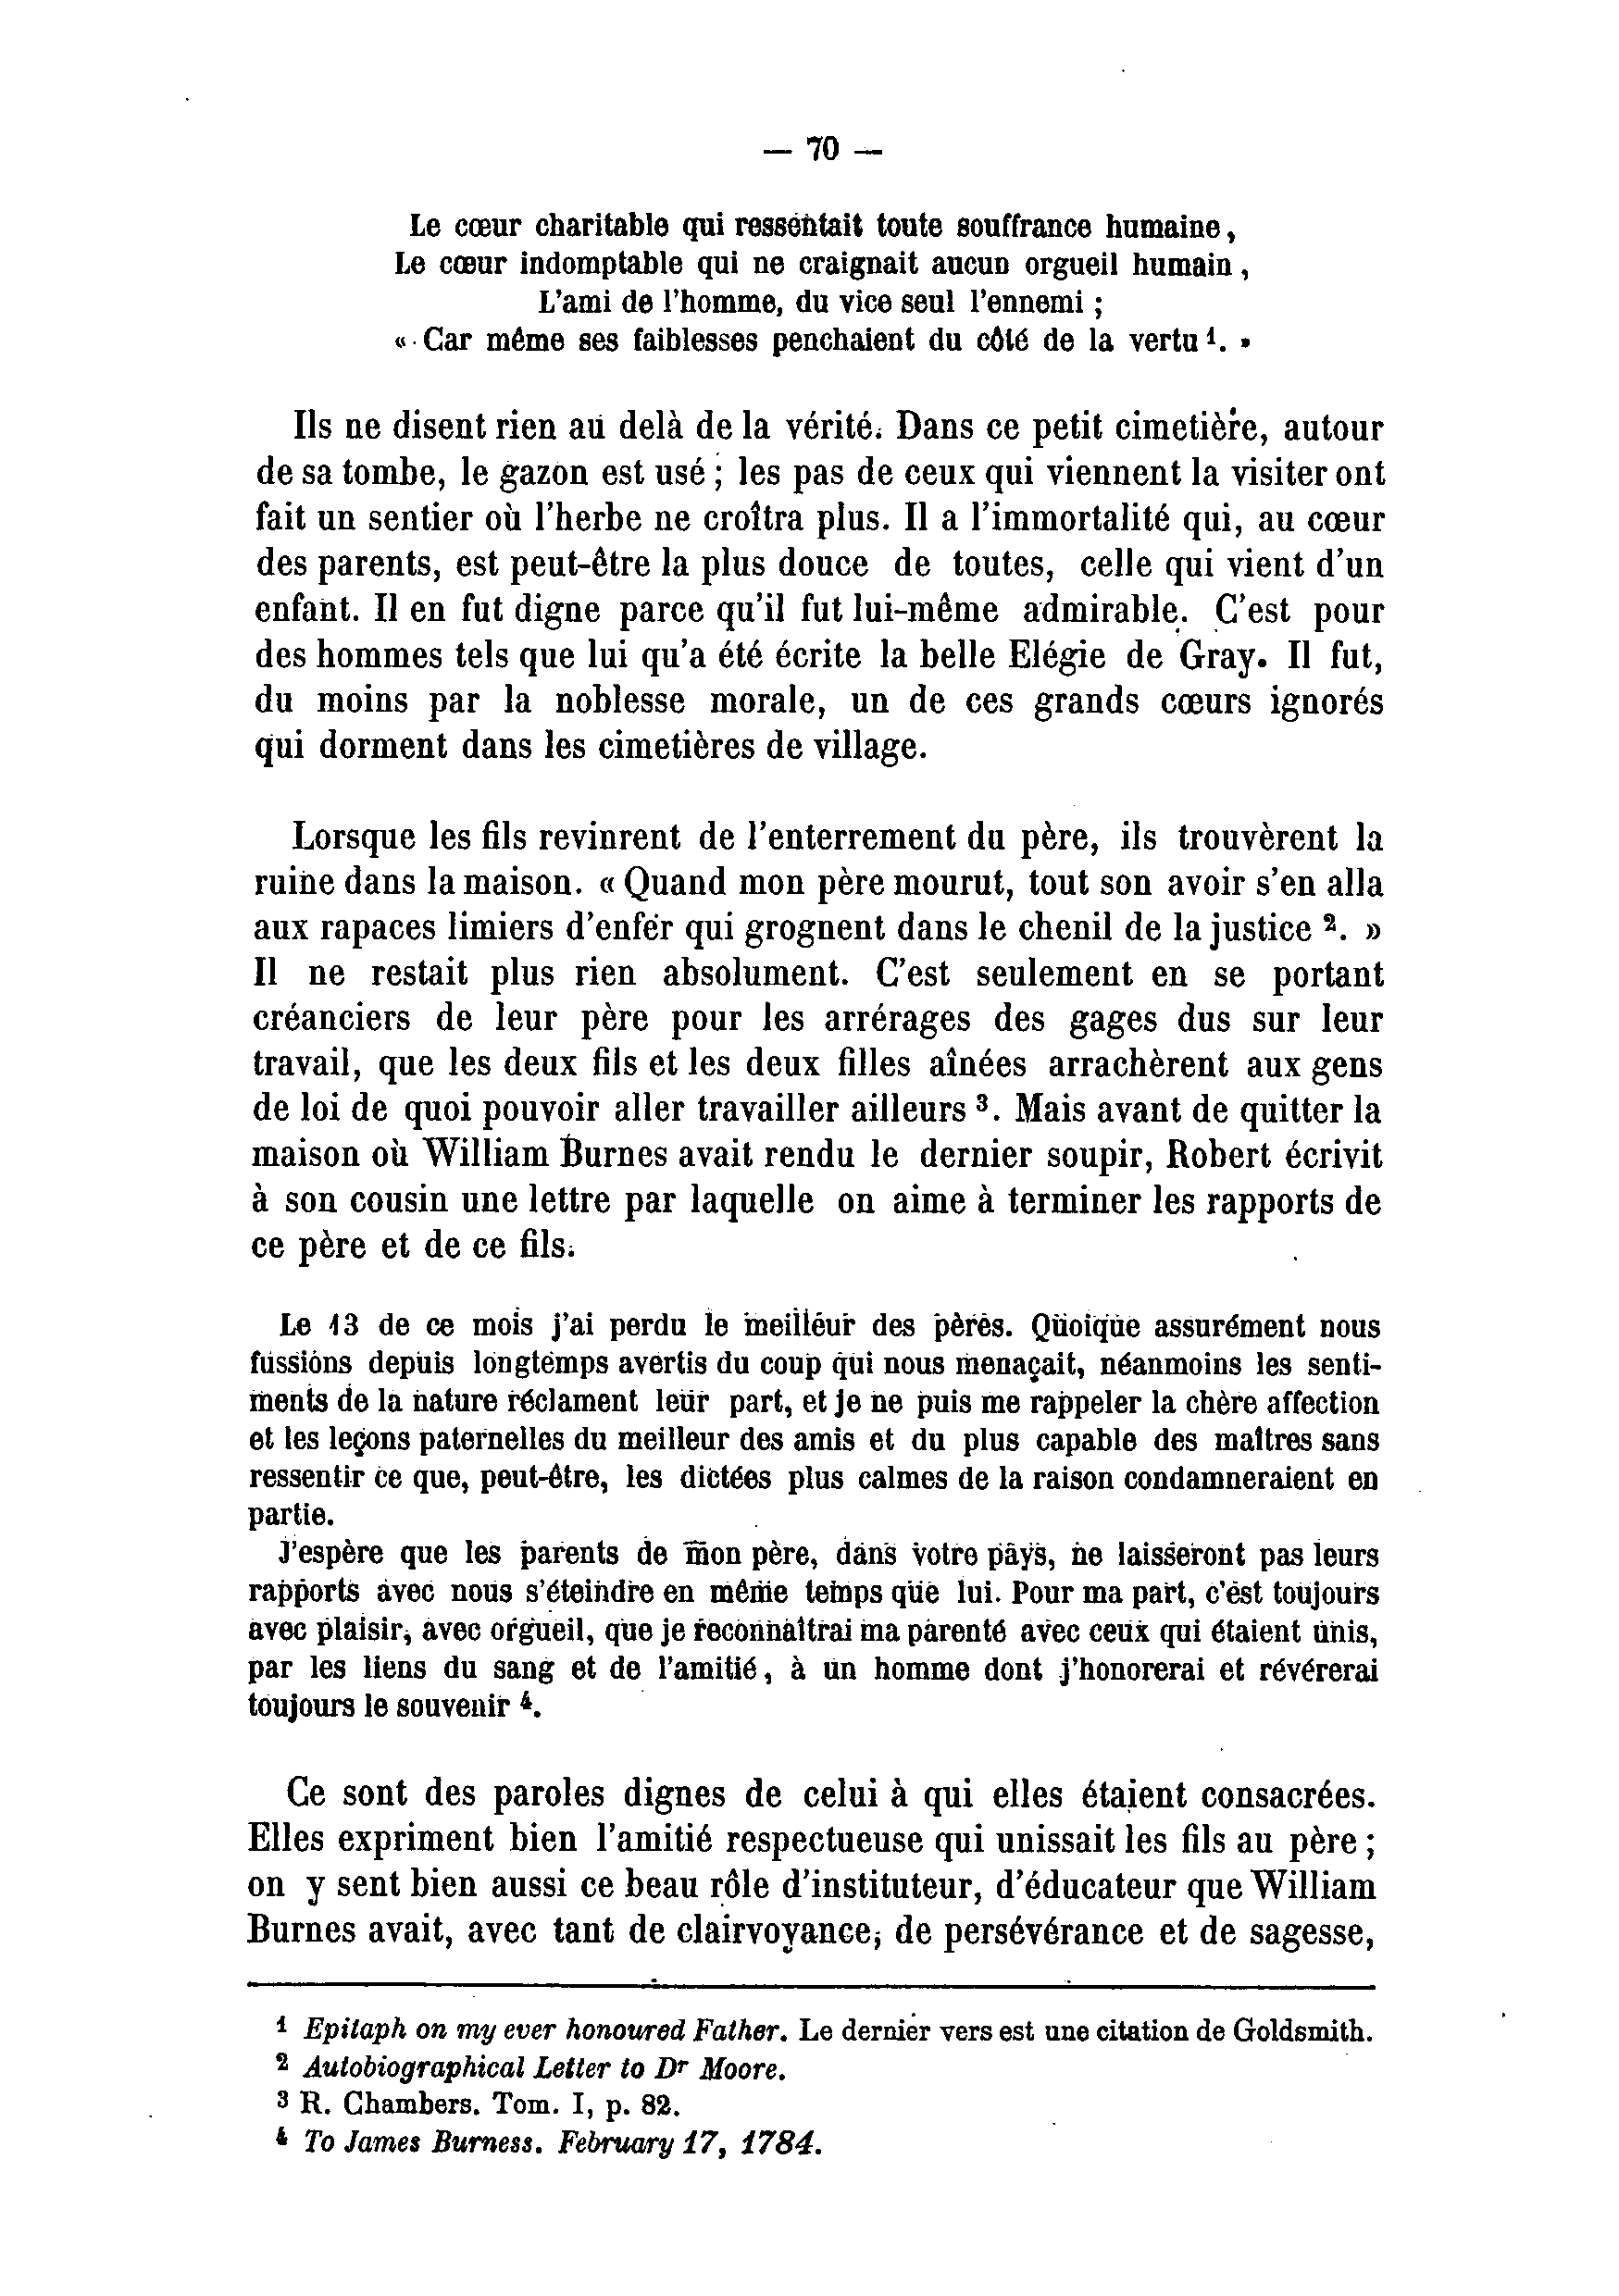 — 70 —
Le cœur charitable qui ressentait toute souffrance humaine,
Le cœur indomptable qui ne craignait aucun orgueil humain,
L'ami de l'homme, du vice seul l'ennemi ;
« Car même ses faiblesses penchaient du côté de la vertu ¹. »
Ils ne disent rien au delà de la vérité. Dans ce petit cimetière, autour
de sa tombe, le gazon est usé ; les pas de ceux qui viennent la visiter ont
fait un sentier où l'herbe ne croîtra plus. Il a l'immortalité qui, au cœur
des parents, est peut-être la plus douce de toutes, celle qui vient d'un
enfant. Il en fut digne parce qu'il fut lui-même admirable. C'est pour
des hommes tels que lui qu'a été écrite la belle Elégie de Gray. Il fut,
du moins par la noblesse morale, un de ces grands cœurs ignorés
qui dorment dans les cimetières de village.
Lorsque les fils revinrent de l'enterrement du père, ils trouvèrent la
ruine dans la maison. « Quand mon père mourut, tout son avoir s'en alla
aux rapaces limiers d'enfer qui grognent dans le chenil de la justice ². »
Il ne restait plus rien absolument. C'est seulement en se portant
créanciers de leur père pour les arrérages des gages dus sur leur
travail, que les deux fils et les deux filles aînées arrachèrent aux gens
de loi de quoi pouvoir aller travailler ailleurs ³. Mais avant de quitter la
maison où William Burnes avait rendu le dernier soupir, Robert écrivit
à son cousin une lettre par laquelle on aime à terminer les rapports de
ce père et de ce fils.
Le 13 de ce mois j'ai perdu le meilleur des pères. Quoique assurément nous
fussions depuis longtemps avertis du coup qui nous menaçait, néanmoins les senti-
ments de la nature réclament leur part, et je ne puis me rappeler la chère affection
et les leçons paternelles du meilleur des amis et du plus capable des maîtres sans
ressentir ce que, peut-être, les dictées plus calmes de la raison condamneraient en
partie.
J'espère que les parents de mon père, dans votre pays, ne laisseront pas leurs
rapports avec nous s'éteindre en même temps que lui. Pour ma part, c'est toujours
avec plaisir, avec orgueil, que je reconnaîtrai ma parenté avec ceux qui étaient unis,
par les liens du sang et de l'amitié, à un homme dont j'honorerai et révérerai
toujours le souvenir ⁴.
Ce sont des paroles dignes de celui à qui elles étaient consacrées.
Elles expriment bien l'amitié respectueuse qui unissait les fils au père ;
on y sent bien aussi ce beau rôle d'instituteur, d'éducateur que William
Burnes avait, avec tant de clairvoyance, de persévérance et de sagesse,
¹ Epitaph on my ever honoured Father. Le dernier vers est une citation de Goldsmith.
² Autobiographical Letter to Dʳ Moore.
³ R. Chambers. Tom. I, p. 82.
⁴ To James Burness. February 17, 1784.